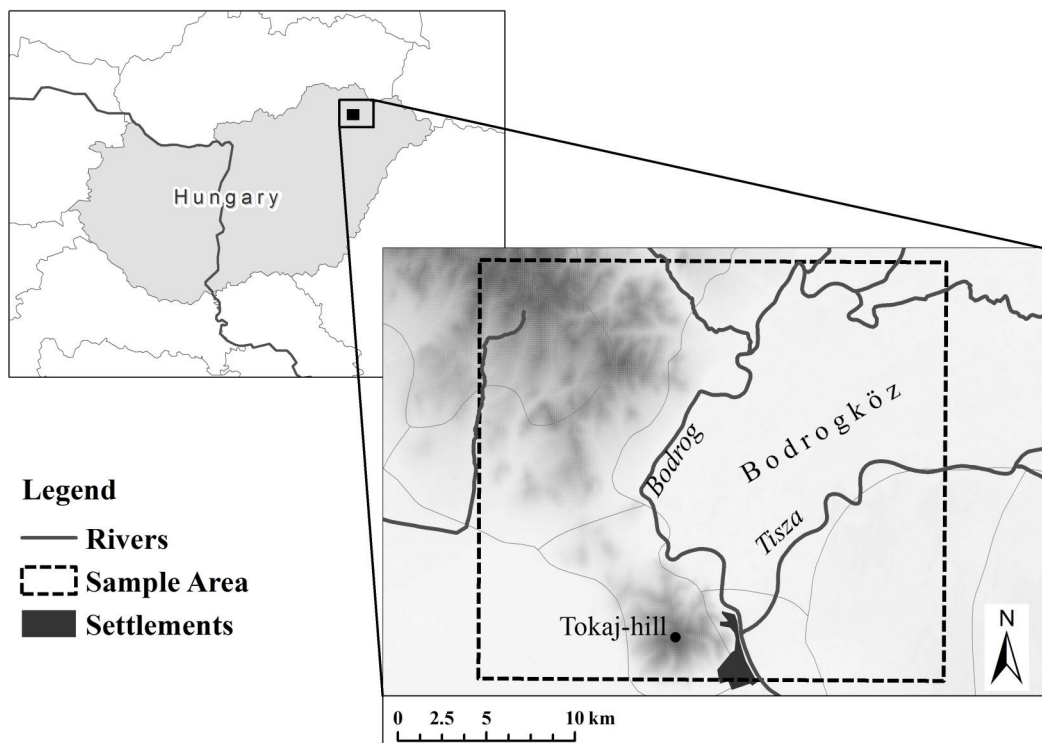 Hungary
Bodrog
Bodrogköz
Tisza
Tokaj-hill
N
Legend
Rivers
Sample Area
Settlements
0 2.5 5 10 km